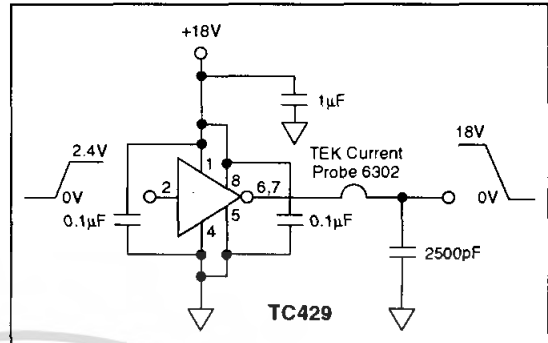 +18V
1µF
2.4V
0V
0.1µF
2
1
8
6,7
5
4
0.1µF
TEK Current
Probe 6302
18V
0V
2500pF
TC429